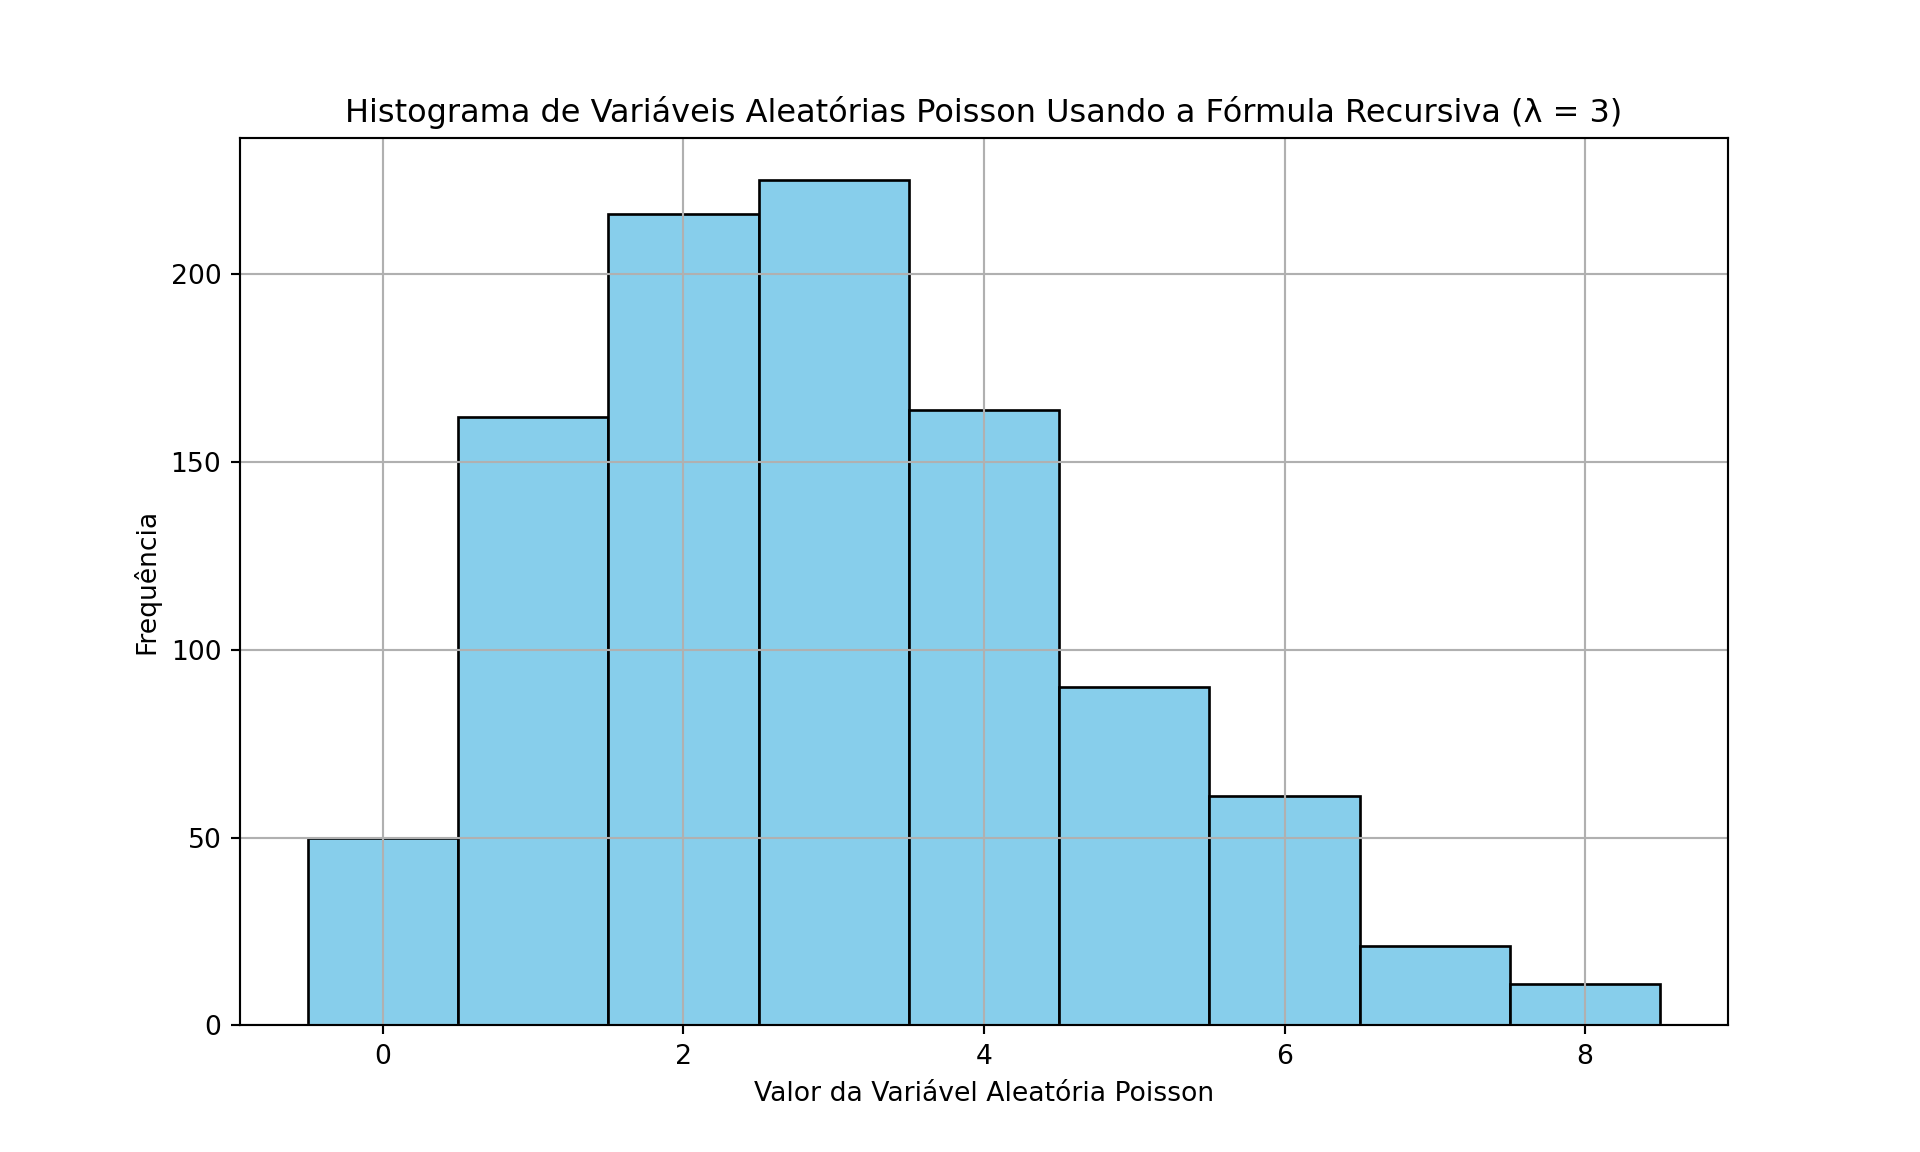 Histograma de Variáveis Aleatórias Poisson Usando a Fórmula Recursiva (λ = 3)
Frequência
200
150
100
50
0
0 2 4 6 8
Valor da Variável Aleatória Poisson